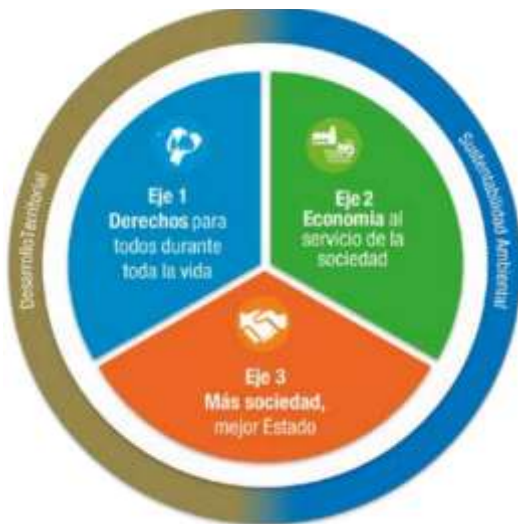 Eje 1
Derechos para
todos durante
toda la vida
Eje 2
Economía al
servicio de la
sociedad
Eje 3
Más sociedad,
mejor Estado
Desarrollo Territorial
Sustentabilidad Ambiental